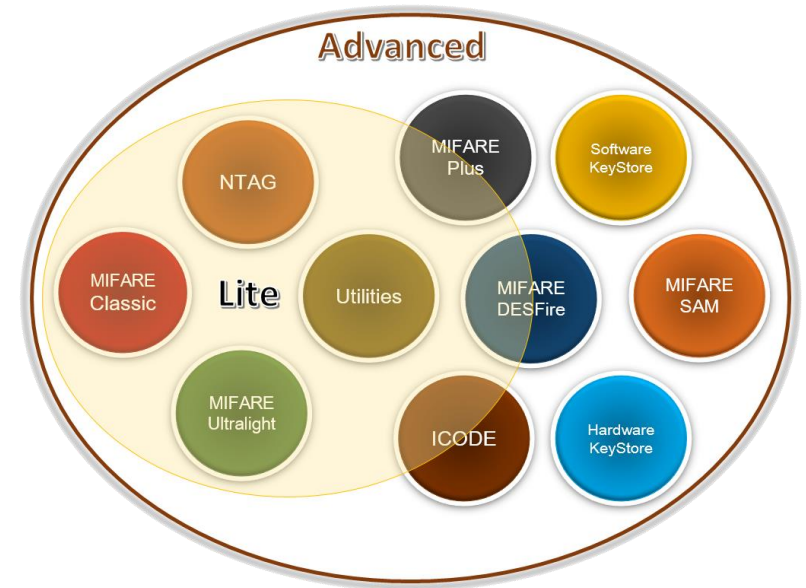 Advanced
NTAG
MIFARE
Plus
Software
KeyStore
MIFARE
Classic
Lite
Utilities
MIFARE
DESFire
MIFARE
SAM
MIFARE
Ultralight
ICODE
Hardware
KeyStore